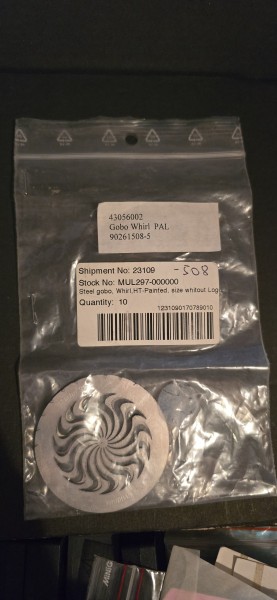 43056002
Gobo Whirl PAL
90261508-5
Shipment No: 23109
-508
Stock No: MUL297-000000
Steel gobo, Whirl,HT-Painted, size whitout Log
Quantity: 10
1231090170789010